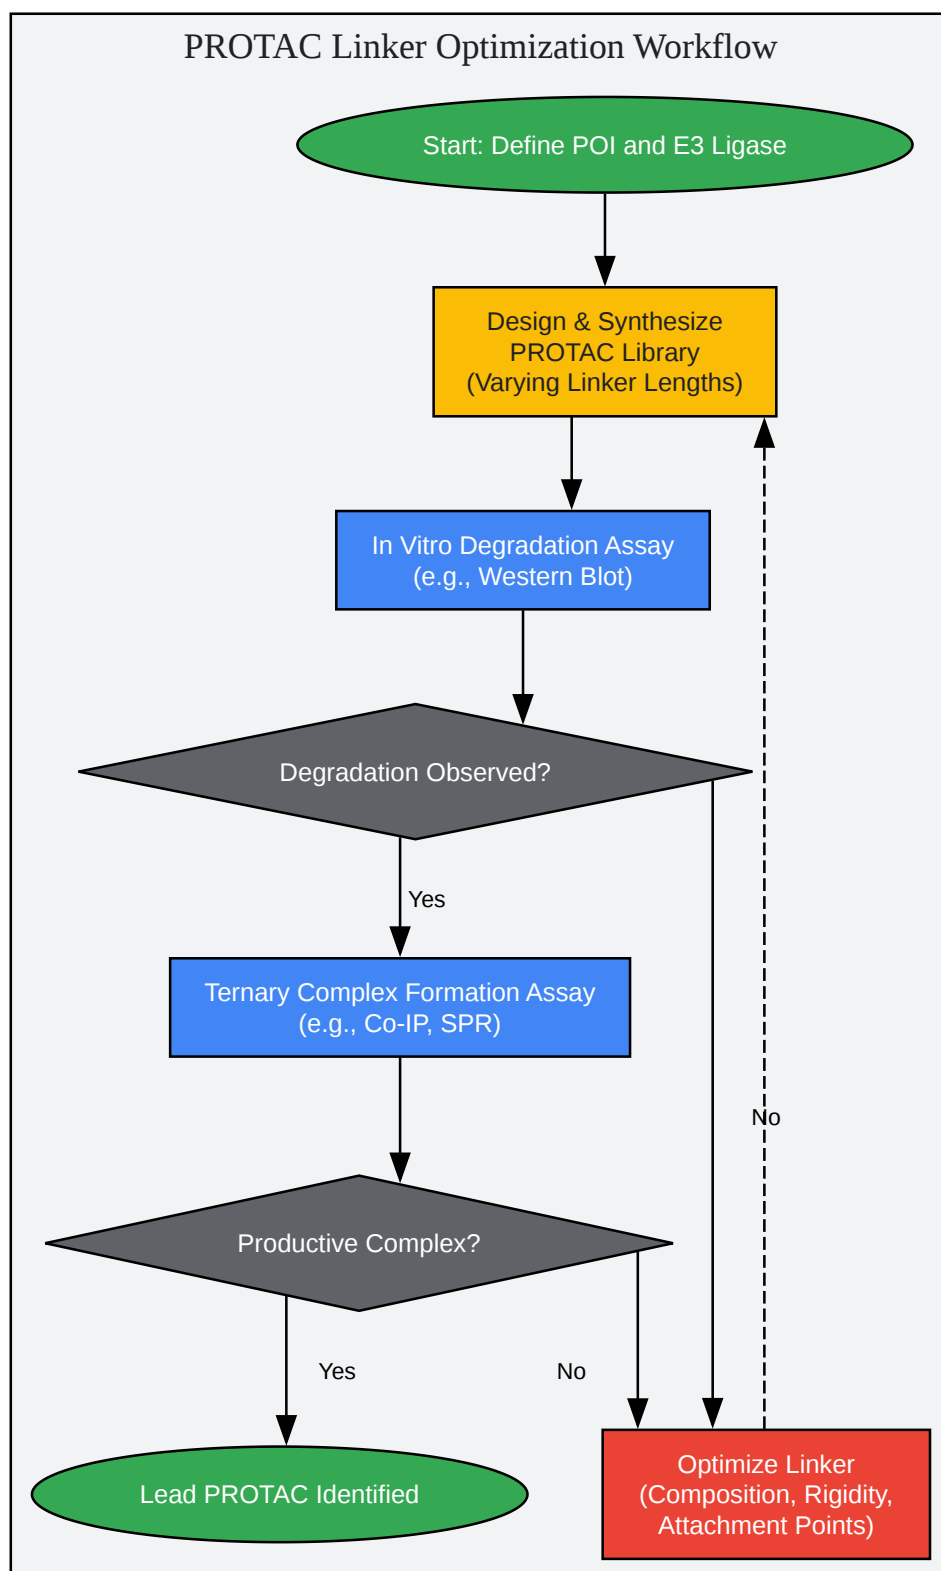 PROTAC Linker Optimization Workflow
Start: Define POI and E3 Ligase
Design & Synthesize
PROTAC Library
(Varying Linker Lengths)
In Vitro Degradation Assay
(e.g., Western Blot)
Degradation Observed?
Yes
Ternary Complex Formation Assay
(e.g., Co-IP, SPR)
No
Productive Complex?
Yes
No
Lead PROTAC Identified
Optimize Linker
(Composition, Rigidity,
Attachment Points)